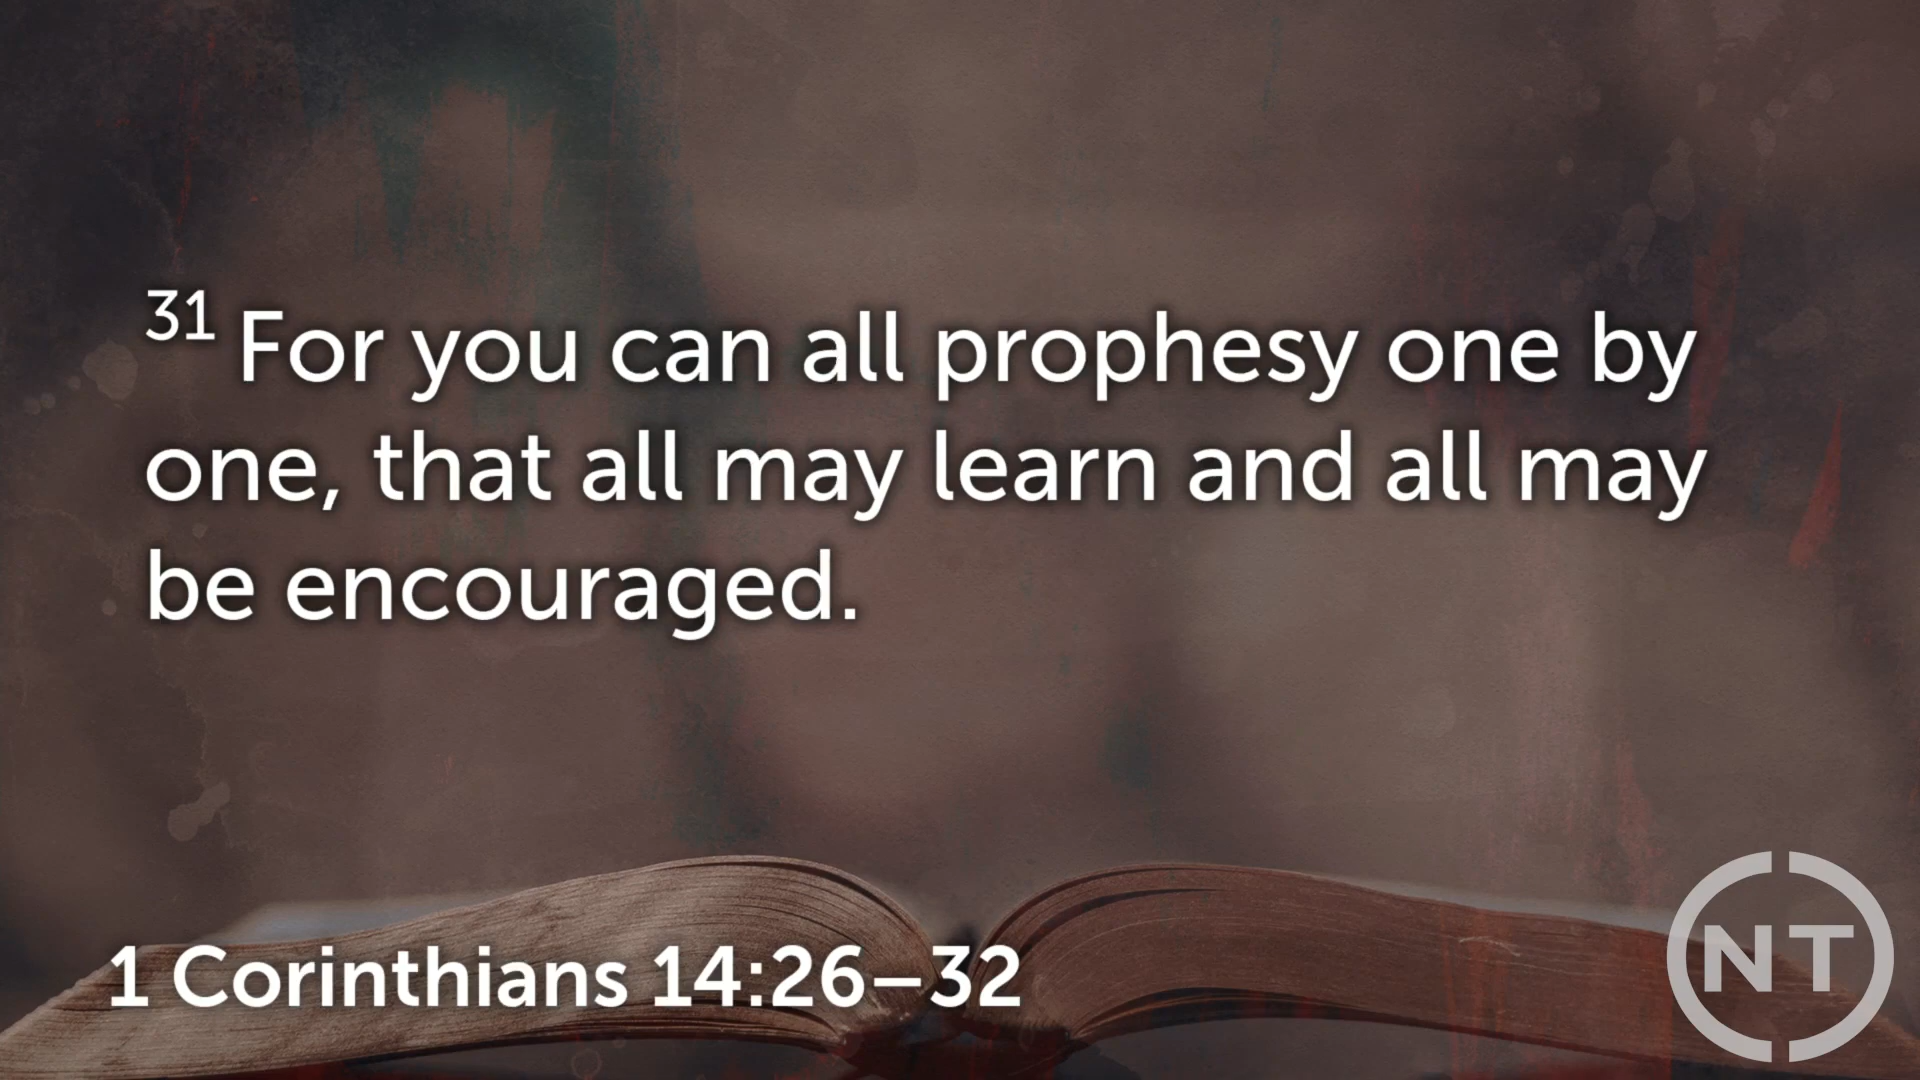 31 For you can all prophesy one by
one, that all may learn and all may
be encouraged.
1 Corinthians 14:26–32
NT